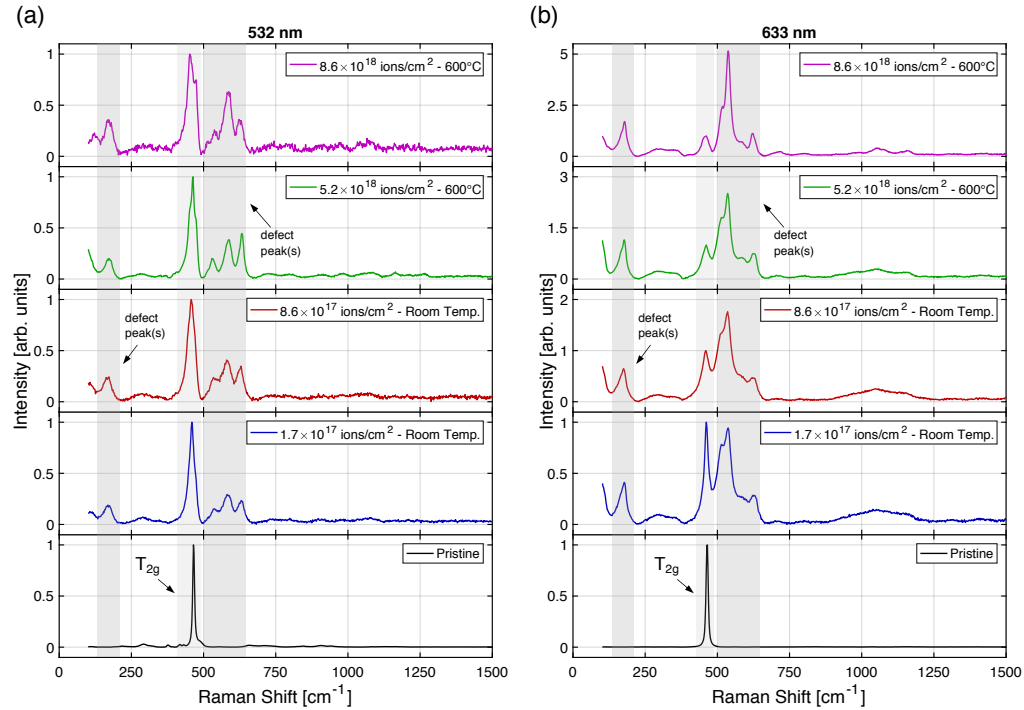 (a)
532 nm
8.6×10^18 ions/cm^2 - 600°C
1
0.5
0
5.2×10^18 ions/cm^2 - 600°C
defect
peak(s)
1
0.5
0
8.6×10^17 ions/cm^2 - Room Temp.
defect
peak(s)
1
0.5
0
1.7×10^17 ions/cm^2 - Room Temp.
1
0.5
0
Pristine
T_2g
1
0.5
0
0 250 500 750 1000 1250 1500
Raman Shift [cm^-1]
Intensity [arb. units]
(b)
633 nm
8.6×10^18 ions/cm^2 - 600°C
5
2.5
0
5.2×10^18 ions/cm^2 - 600°C
defect
peak(s)
3
1.5
0
8.6×10^17 ions/cm^2 - Room Temp.
defect
peak(s)
2
1
0
1.7×10^17 ions/cm^2 - Room Temp.
1
0.5
0
Pristine
T_2g
1
0.5
0
0 250 500 750 1000 1250 1500
Raman Shift [cm^-1]
Intensity [arb. units]